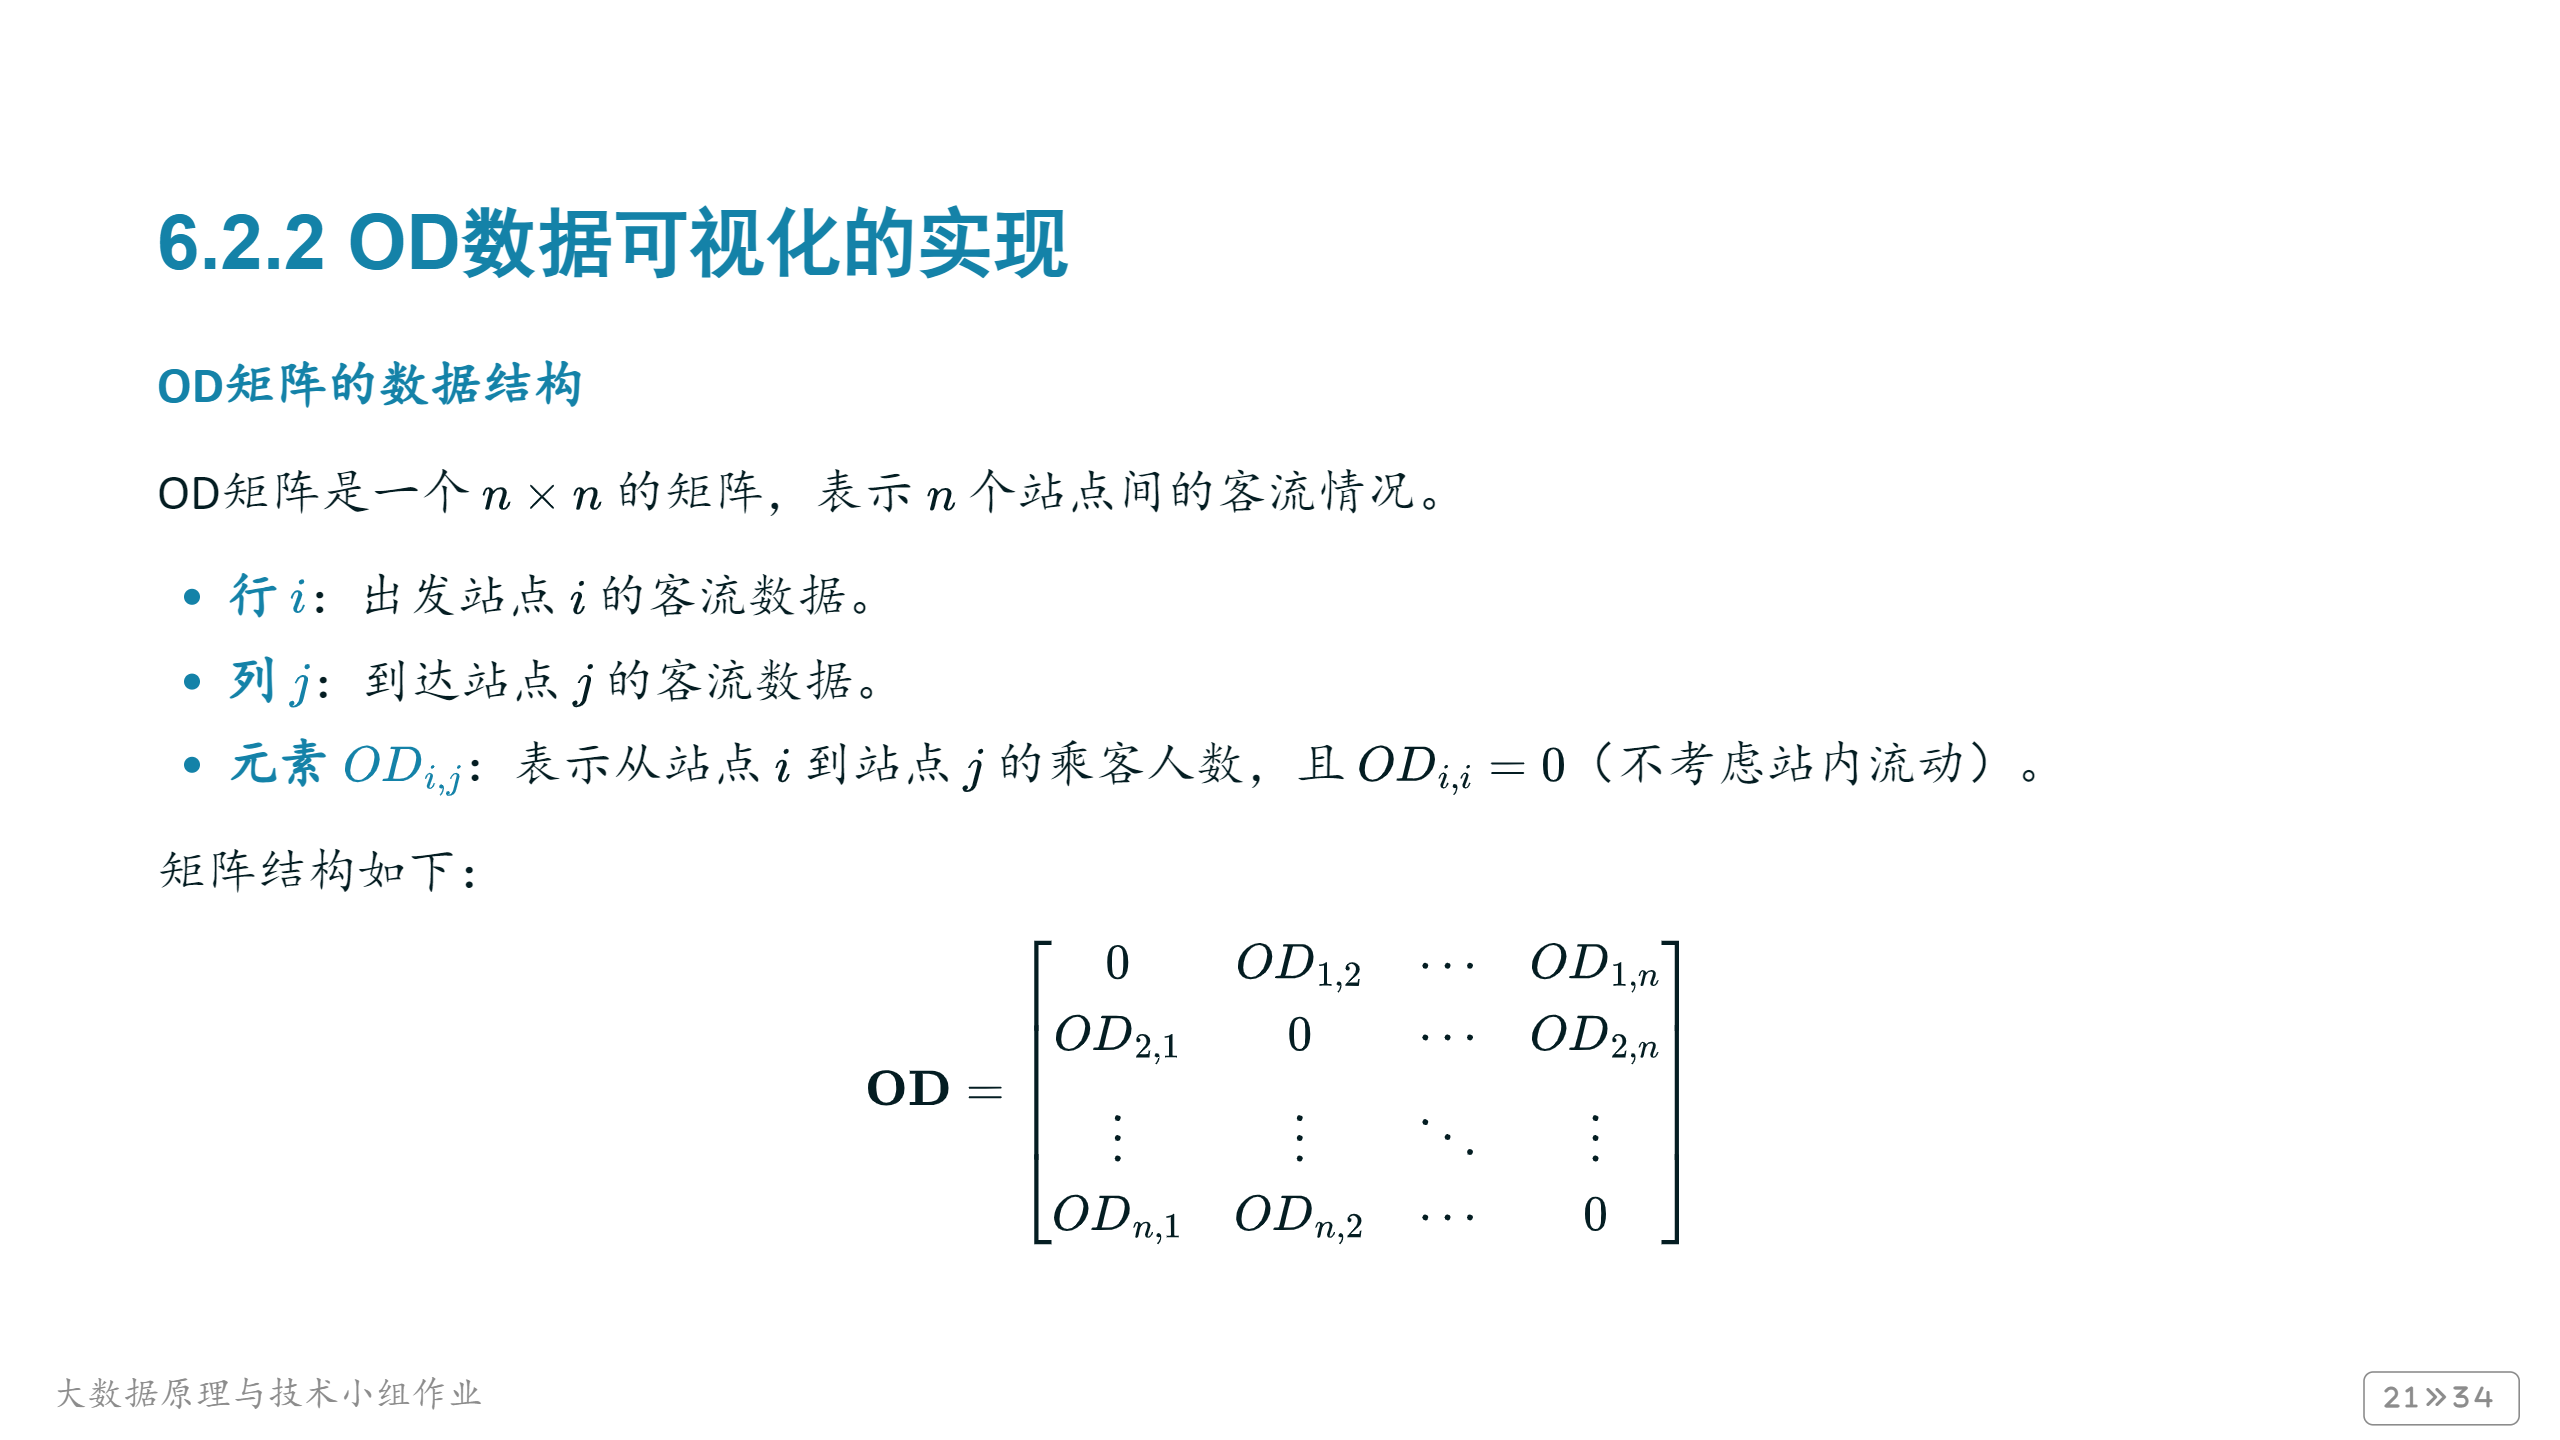 6.2.2 OD数据可视化的实现
OD矩阵的数据结构
OD矩阵是一个 n × n 的矩阵，表示 n 个站点间的客流情况。
• 行 i：出发站点 i 的客流数据。
• 列 j：到达站点 j 的客流数据。
• 元素 OD_{i,j}：表示从站点 i 到站点 j 的乘客人数，且 OD_{i,i} = 0（不考虑站内流动）。
矩阵结构如下：
0 OD_{1,2} ⋯ OD_{1,n}
OD_{2,1} 0 ⋯ OD_{2,n}
OD =
⋮ ⋮ ⋱ ⋮
OD_{n,1} OD_{n,2} ⋯ 0
大数据原理与技术小组作业
21»34